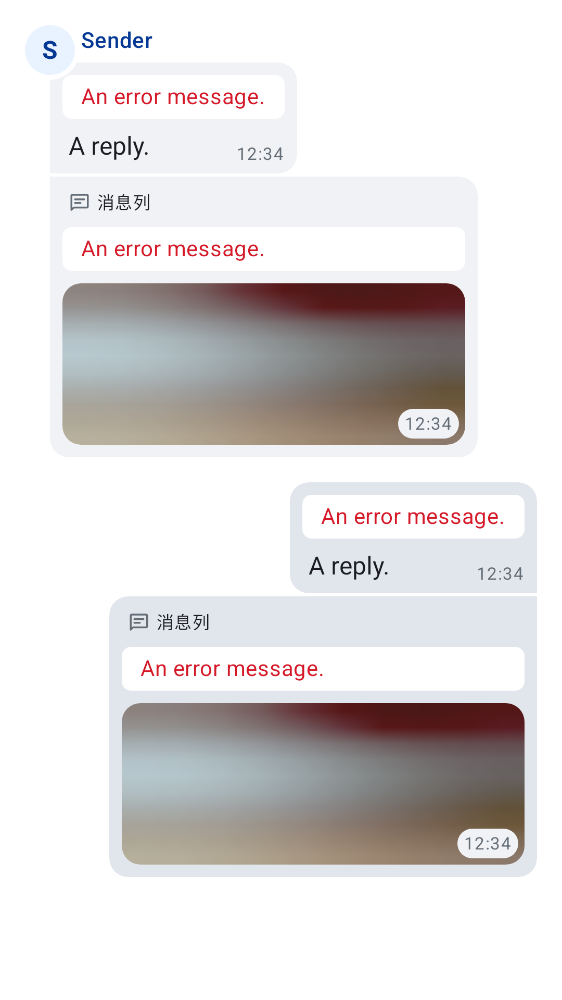 S
Sender
An error message.
A reply.
12:34
消息列
An error message.
12:34
An error message.
A reply.
12:34
消息列
An error message.
12:34